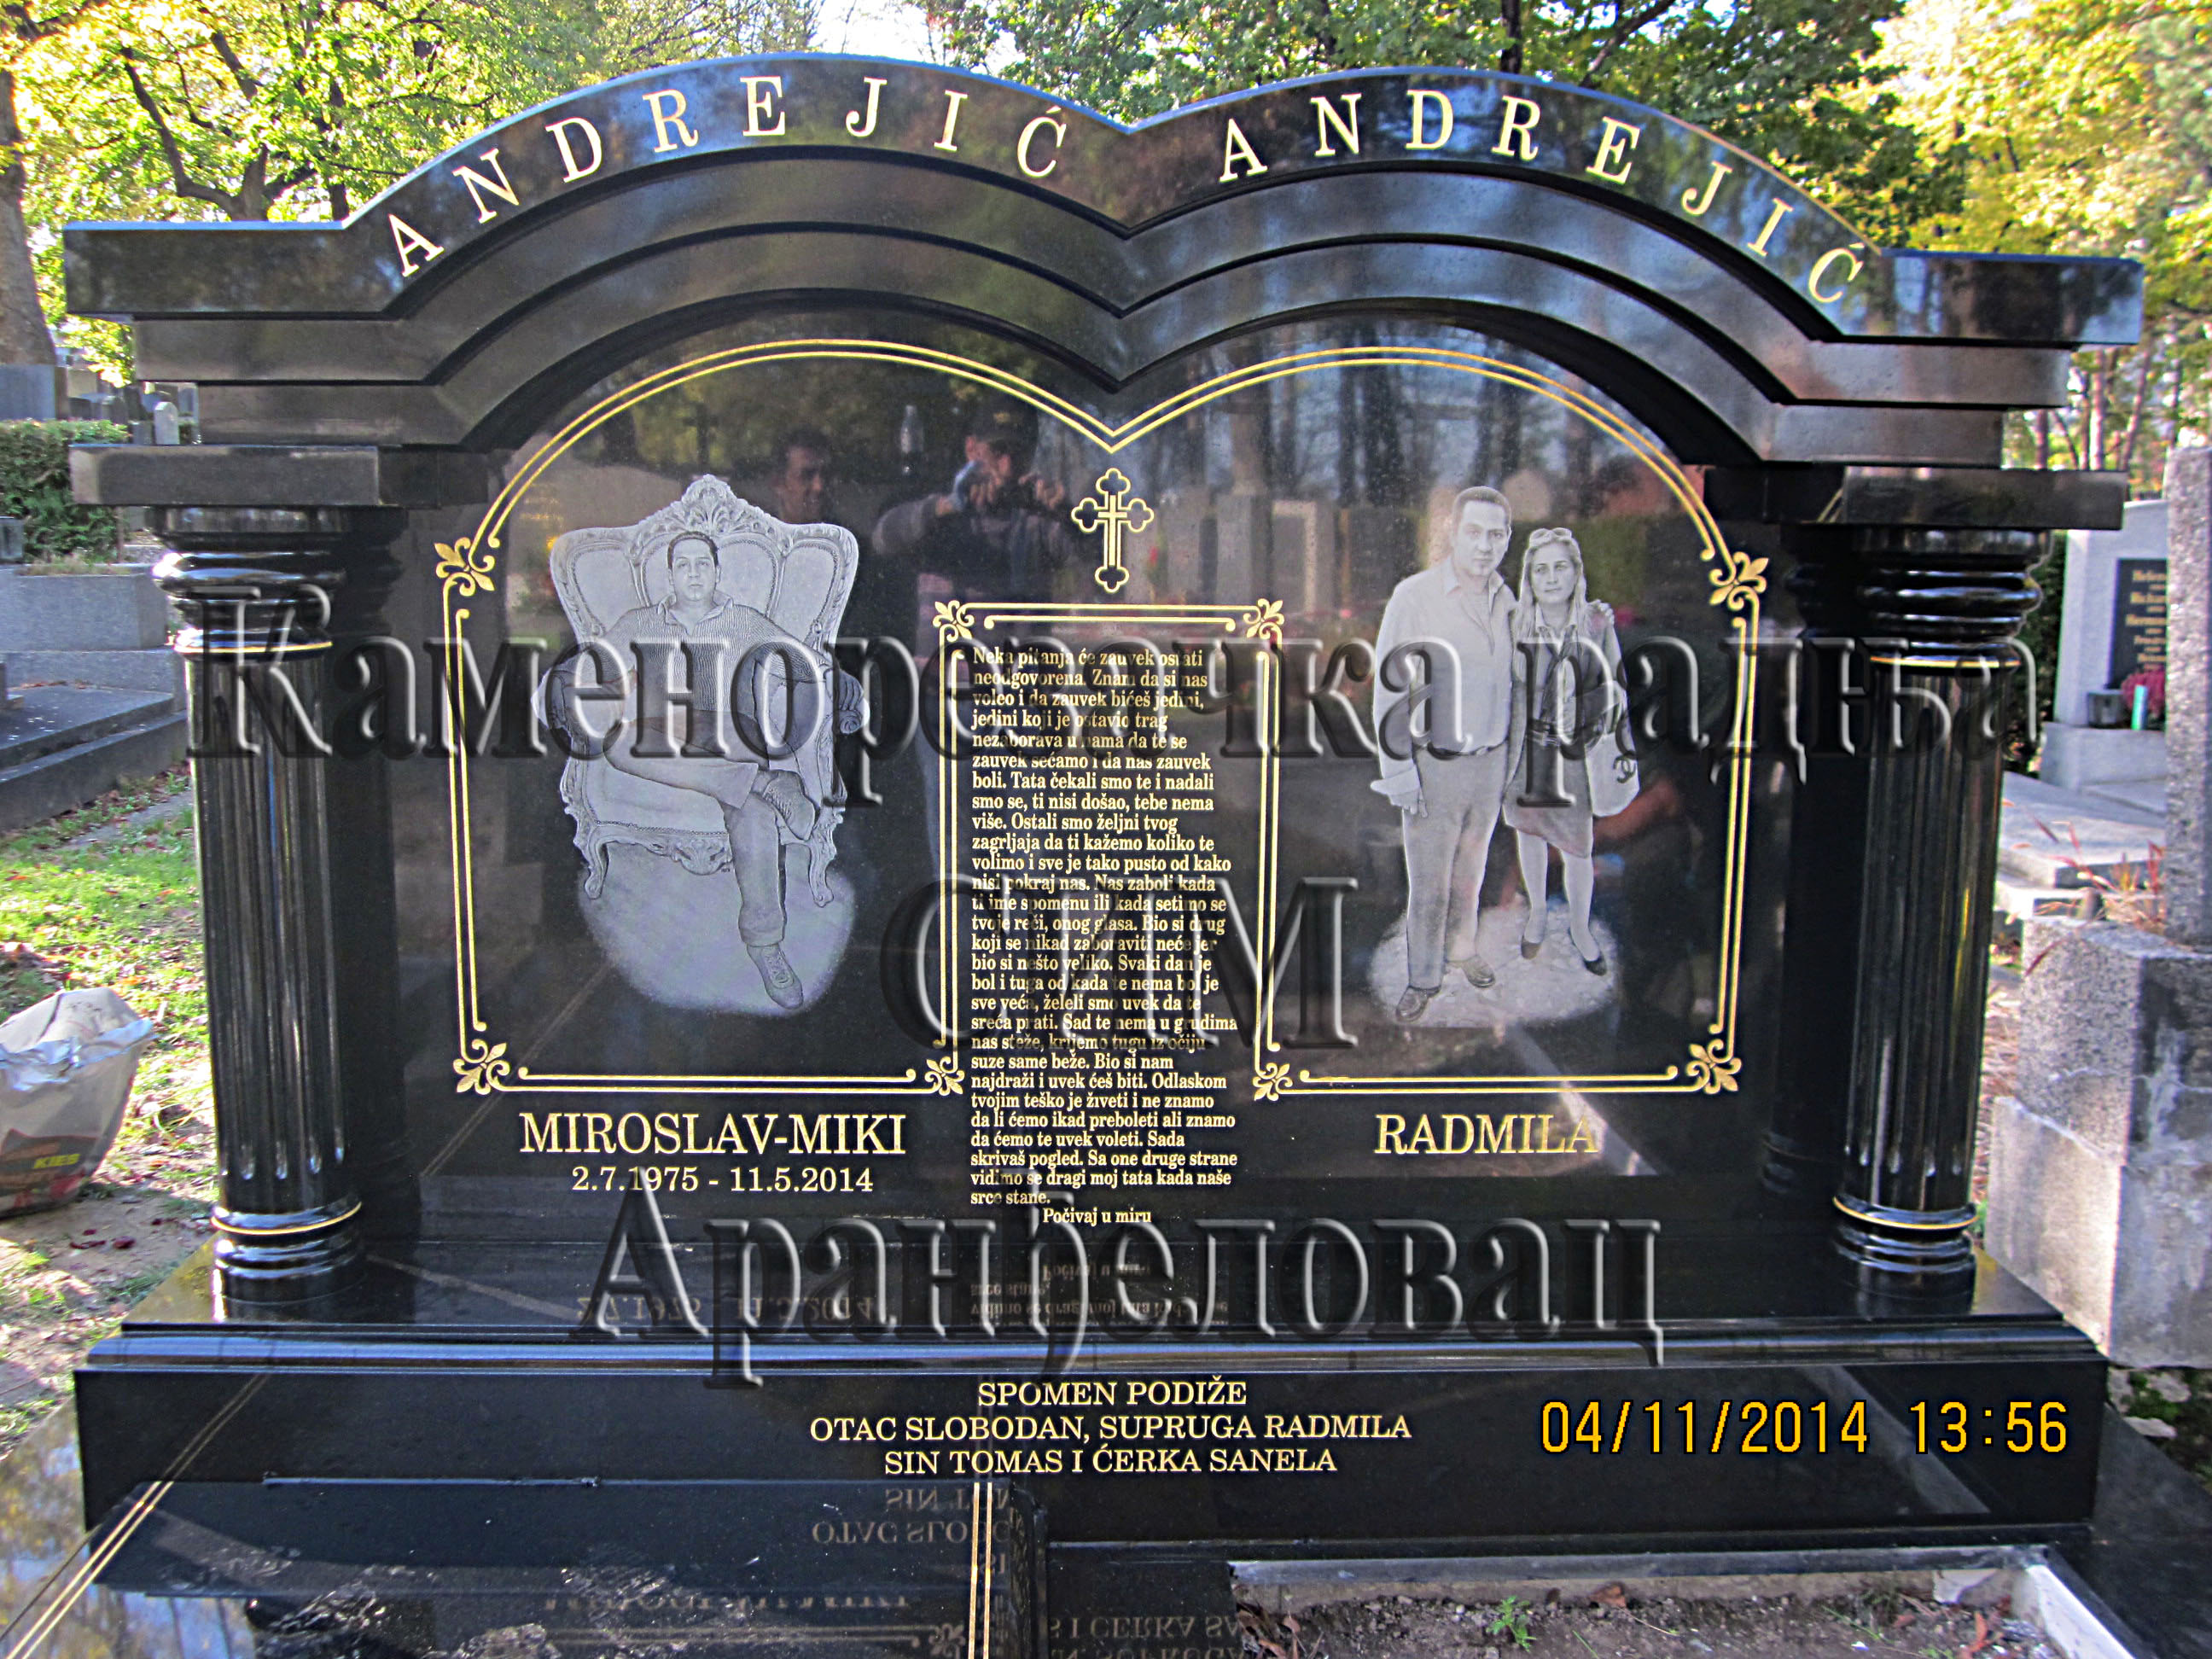 ANDREJIĆ ANDREJIĆ
Neka pitanja će zauvek ostati
neodgovorena. Znam da si nas
voleo i da zauvek bićeš jedini,
jedini koji je ostavio trag
nezaborava u nama da te se
zauvek sećamo i da nas zauvek
boli. Tata čekali smo te i nadali
smo se, ti nisi došao, tebe nema
više. Ostali smo željni tvog
zagrljaja da ti kažemo koliko te
volimo i sve je tako pusto od kako
nisi pokraj nas. Nas zaboli kada
ti ime spomenu ili kada setimo se
tvoje reči, onog glasa. Bio si drug
koji se nikad zaboraviti neće jer
bio si nešto veliko. Svaki dan je
bol i tuga od kada te nema bol je
sve veća, želeli smo uvek da te
sreća prati. Sad te nema u grudima
nas steže, krijemo tugu iz očiju
suze same beže. Bio si nam
najdraži i uvek ćeš biti. Odlaskom
tvojim teško je živeti i ne znamo
da li ćemo ikad preboleti ali znamo
da ćemo te uvek voleti. Sada
skrivaš pogled. Sa one druge strane
vidimo se dragi moj tata kada naše
srce stane.
Počivaj u miru
MIROSLAV-MIKI
2.7.1975 - 11.5.2014
RADMILA
SPOMEN PODIŽE
OTAC SLOBODAN, SUPRUGA RADMILA
SIN TOMAS I ĆERKA SANELA
04/11/2014 13:56
Каменорезачка радња
СИМ
Аранђеловац
KIES